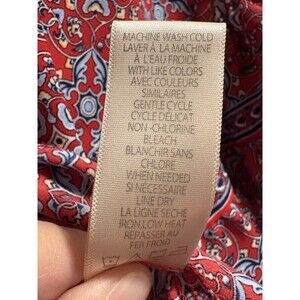 MACHINE WASH COLD
LAVER À LA MACHINE
À L'EAU FROIDE
WITH LIKE COLORS
AVEC COULEURS
SIMILAIRES
GENTLE CYCLE
CYCLE DÉLICAT
NON-CHLORINE
BLEACH
BLANCHIR SANS
CHLORE
WHEN NEEDED
SI NÉCESSAIRE
LINE DRY
LA LIGNE SÈCHE
IRON LOW HEAT
REPASSER AU
FER FROID